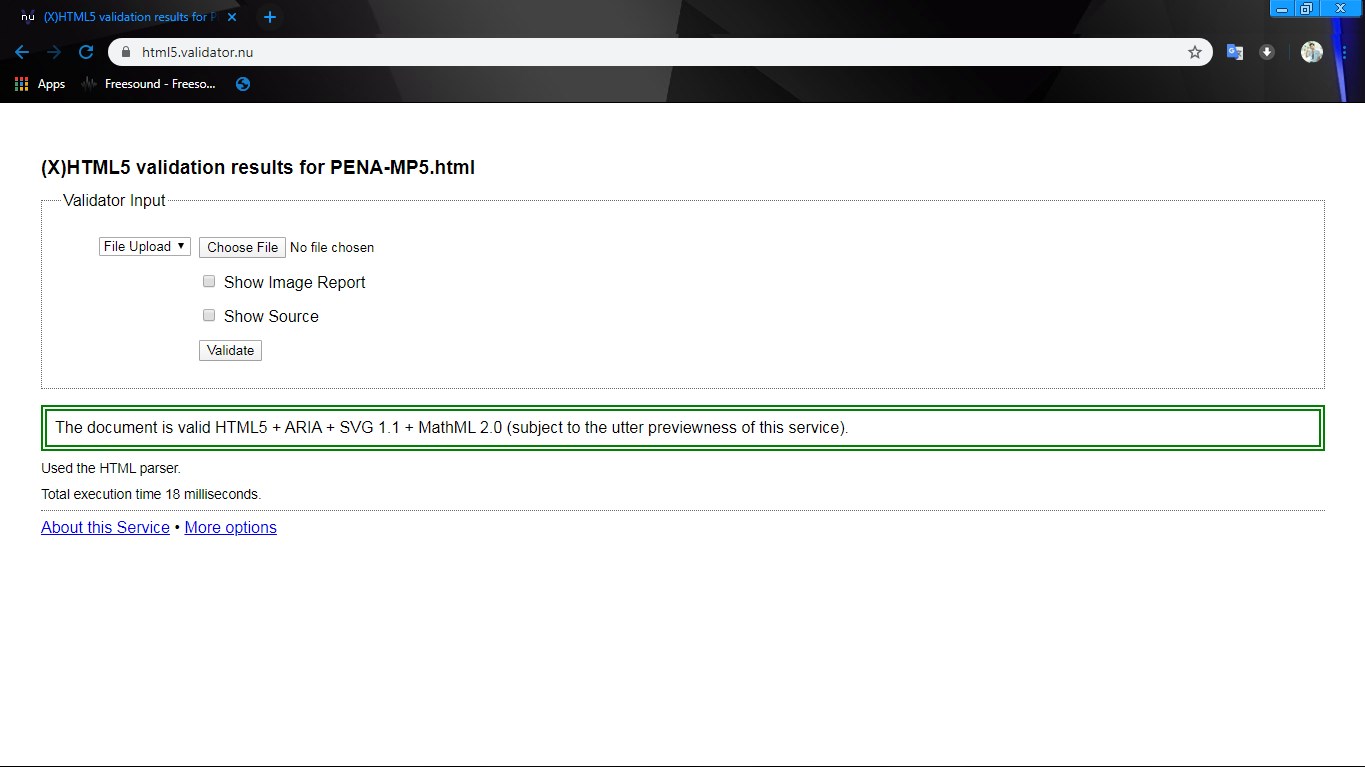 nu (X)HTML5 validation results for P
html5.validator.nu
Apps Freesound - Freeso...
(X)HTML5 validation results for PENA-MP5.html
Validator Input
File Upload Choose File No file chosen
Show Image Report
Show Source
Validate
The document is valid HTML5 + ARIA + SVG 1.1 + MathML 2.0 (subject to the utter previewness of this service).
Used the HTML parser.
Total execution time 18 milliseconds.
About this Service • More options